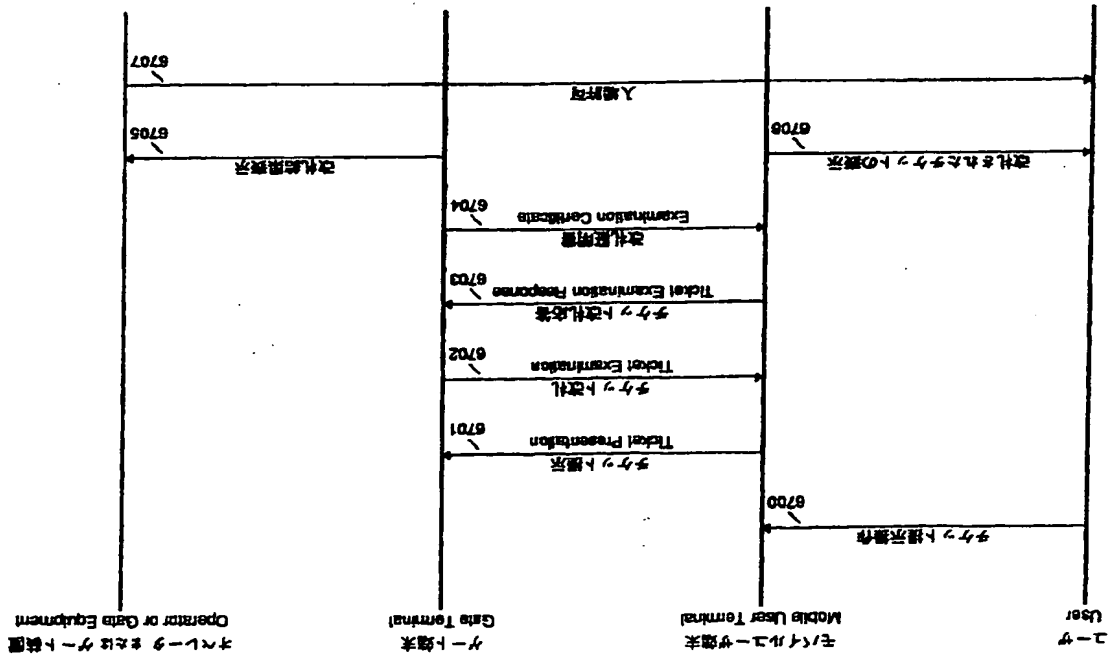 ユーザ
User
モバイルユーザ端末
Mobile User Terminal
ゲート端末
Gate Terminal
オペレータまたはゲート装置
Operator or Gate Equipment
チケット提示操作
6700
チケット提示
Ticket Presentation
6701
チケット改札
Ticket Examination
6702
チケット改札応答
Ticket Examination Response
6703
改札証明書
Examination Certificate
6704
改札されたチケットの表示
6706
改札結果表示
6705
入場許可
6707